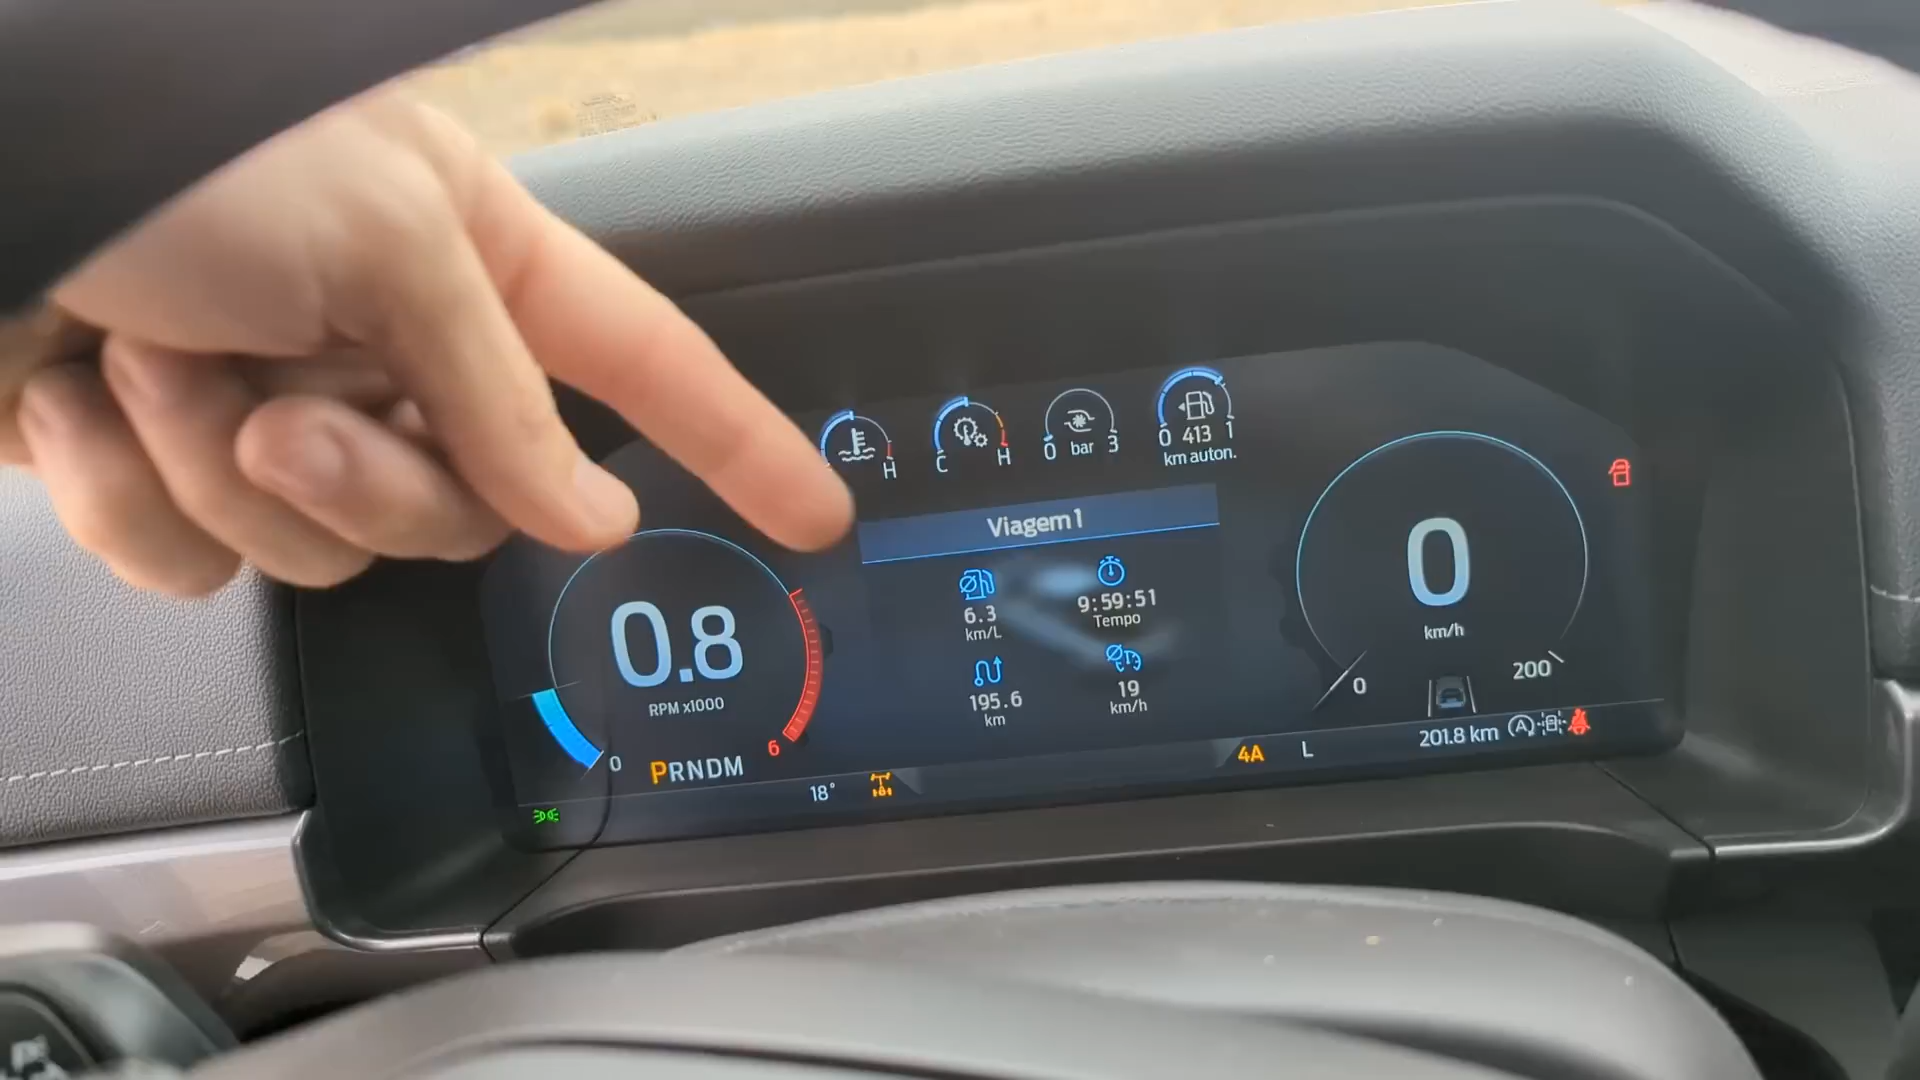 H
C H
0 bar 3
0 413 1
km auton.
Viagem 1
6.3
km/L
9:59:51
Tempo
195.6
km
19
km/h
0.8
RPM x1000
0
6
PRNDM
18°
0
km/h
0
200
4A
L
201.8 km
A